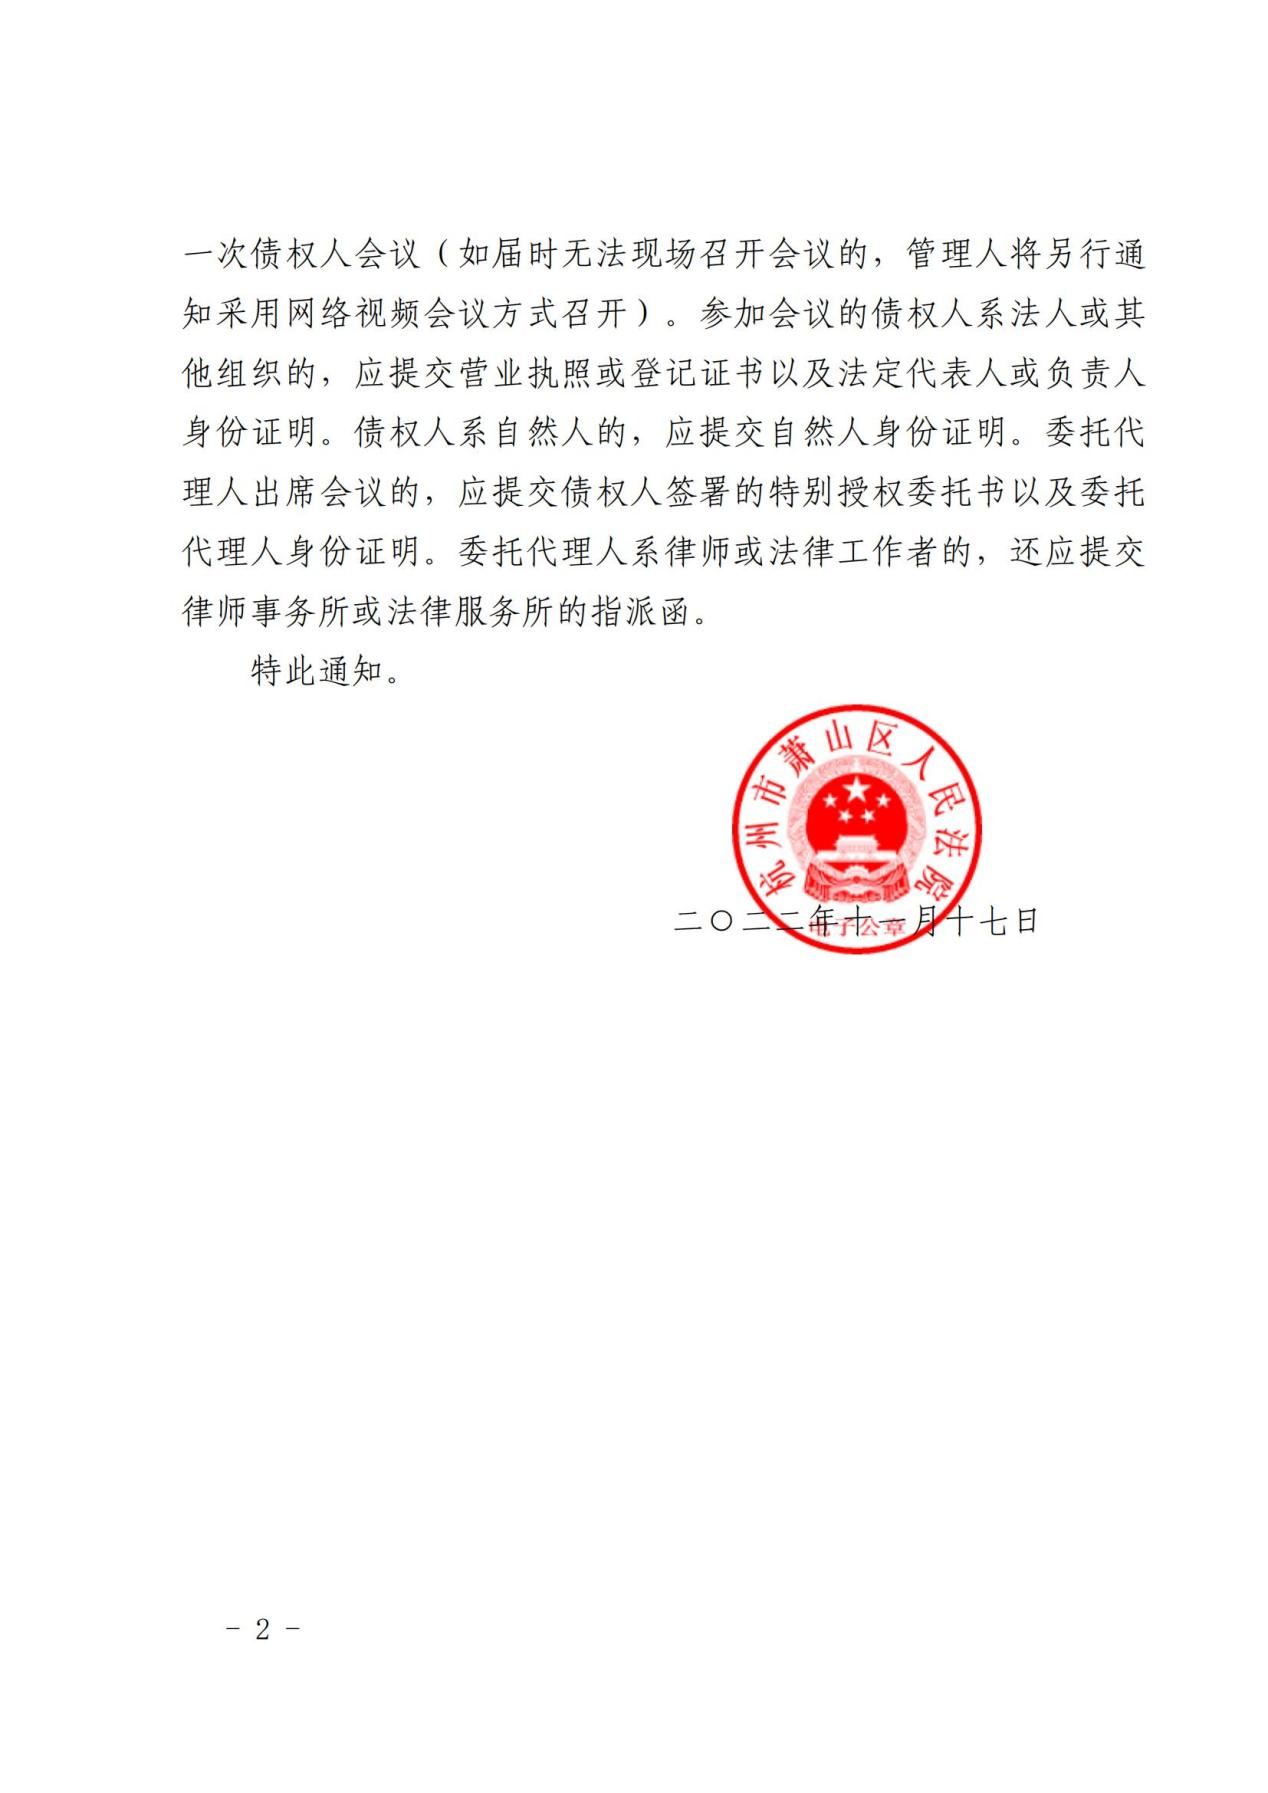 一次债权人会议（如届时无法现场召开会议的，管理人将另行通
知采用网络视频会议方式召开）。参加会议的债权人系法人或其
他组织的，应提交营业执照或登记证书以及法定代表人或负责人
身份证明。债权人系自然人的，应提交自然人身份证明。委托代
理人出席会议的，应提交债权人签署的特别授权委托书以及委托
代理人身份证明。委托代理人系律师或法律工作者的，还应提交
律师事务所或法律服务所的指派函。
特此通知。
杭州市萧山区人民法院
二〇二二年十一月十七日
电子公章
- 2 -